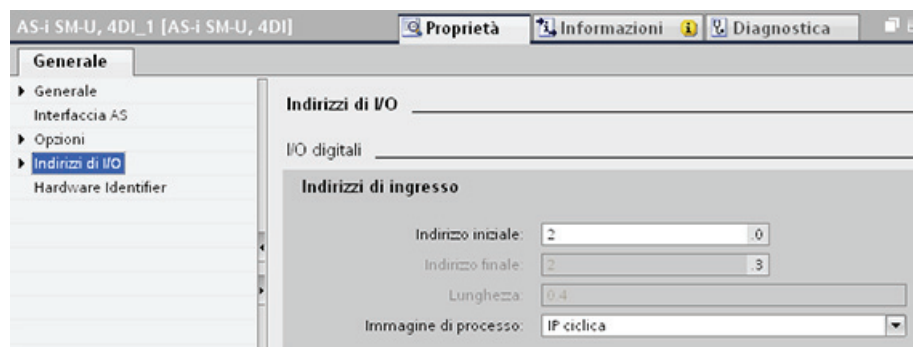 AS-i SM-U, 4DI_1 [AS-i SM-U, 4DI]
Proprietà
Informazioni
Diagnostica
Generale
Generale
Interfaccia AS
Opzioni
Indirizzi di I/O
Hardware Identifier
Indirizzi di I/O
I/O digitali
Indirizzi di ingresso
Indirizzo iniziale: 2 .0
Indirizzo finale: 2 .3
Lunghezza: 0.4
Immagine di processo: IP ciclica